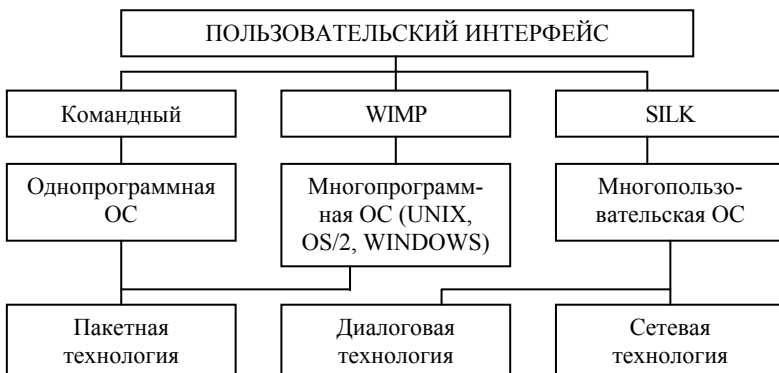 ПОЛЬЗОВАТЕЛЬСКИЙ ИНТЕРФЕЙС
Командный
WIMP
SILK
Однопрограммная
ОС
Многопрограмм-
ная ОС (UNIX,
OS/2, WINDOWS)
Многопользо-
вательская ОС
Пакетная
технология
Диалоговая
технология
Сетевая
технология